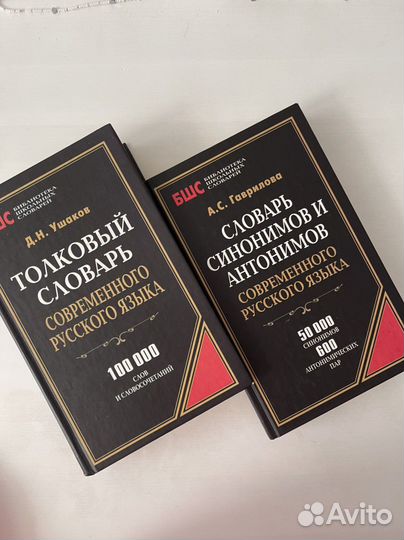 БШС
БИБЛИОТЕКА
ШКОЛЬНЫХ
СЛОВАРЕЙ
Д.Н. Ушаков
ТОЛКОВЫЙ
СЛОВАРЬ
СОВРЕМЕННОГО
РУССКОГО ЯЗЫКА
100 000
СЛОВ
И СЛОВОСОЧЕТАНИЙ
БШС
БИБЛИОТЕКА
ШКОЛЬНЫХ
СЛОВАРЕЙ
А.С. Гаврилова
СЛОВАРЬ
СИНОНИМОВ И
АНТОНИМОВ
СОВРЕМЕННОГО
РУССКОГО ЯЗЫКА
50 000
СИНОНИМОВ
600
АНТОНИМИЧЕСКИХ
ПАР
Avito